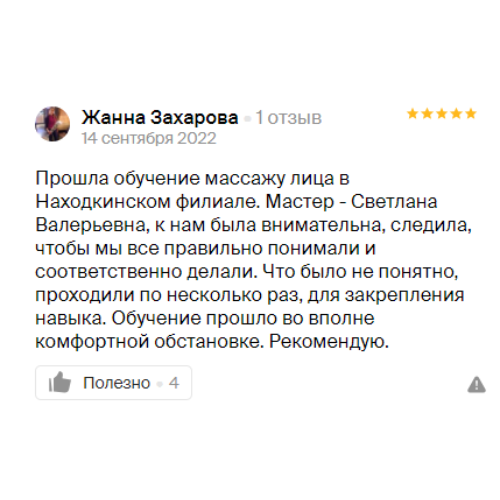 Жанна Захарова • 1 отзыв
14 сентября 2022
Прошла обучение массажу лица в
Находкинском филиале. Мастер - Светлана
Валерьевна, к нам была внимательна, следила,
чтобы мы все правильно понимали и
соответственно делали. Что было не понятно,
проходили по несколько раз, для закрепления
навыка. Обучение прошло во вполне
комфортной обстановке. Рекомендую.
Полезно • 4